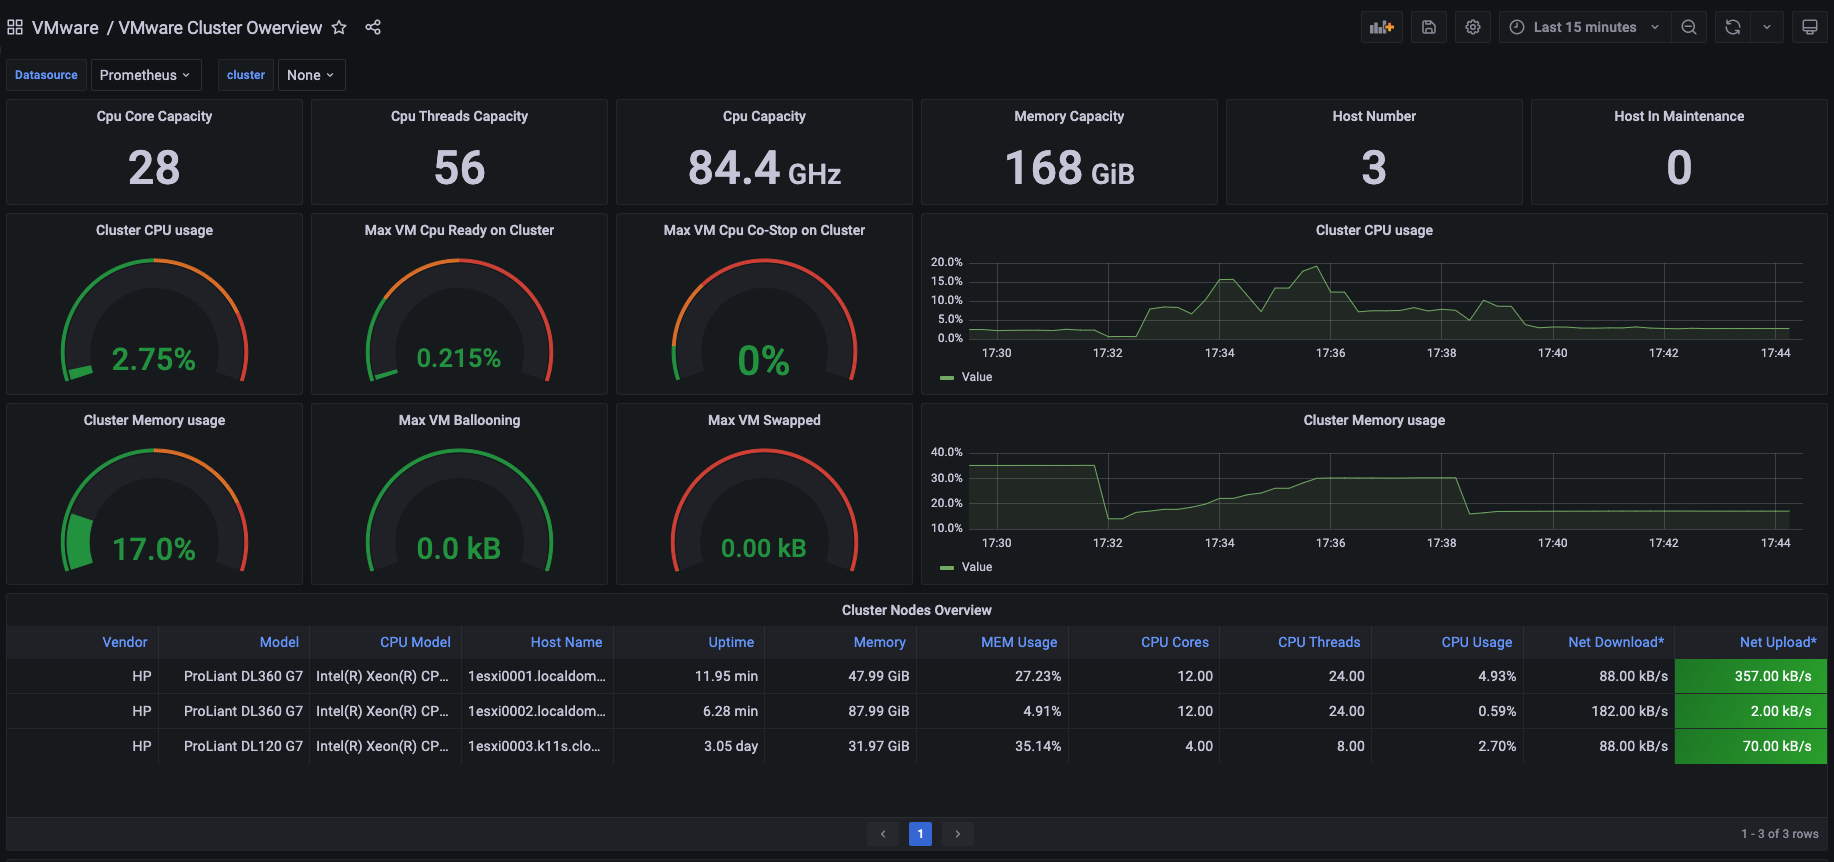 VMware / VMware Cluster Owerview
Last 15 minutes
Datasource Prometheus cluster None
Cpu Core Capacity
28
Cpu Threads Capacity
56
Cpu Capacity
84.4 GHz
Memory Capacity
168 GiB
Host Number
3
Host In Maintenance
0
Cluster CPU usage
2.75%
Max VM Cpu Ready on Cluster
0.215%
Max VM Cpu Co-Stop on Cluster
0%
Cluster CPU usage
20.0%
15.0%
10.0%
5.0%
0.0%
17:30 17:32 17:34 17:36 17:38 17:40 17:42 17:44
Value
Cluster Memory usage
17.0%
Max VM Ballooning
0.0 kB
Max VM Swapped
0.00 kB
Cluster Memory usage
40.0%
30.0%
20.0%
10.0%
17:30 17:32 17:34 17:36 17:38 17:40 17:42 17:44
Value
Cluster Nodes Overview
Vendor Model CPU Model Host Name Uptime Memory MEM Usage CPU Cores CPU Threads CPU Usage Net Download* Net Upload*
HP ProLiant DL360 G7 Intel(R) Xeon(R) CP... 1esxi0001.localdom... 11.95 min 47.99 GiB 27.23% 12.00 24.00 4.93% 88.00 kB/s 357.00 kB/s
HP ProLiant DL360 G7 Intel(R) Xeon(R) CP... 1esxi0002.localdom... 6.28 min 87.99 GiB 4.91% 12.00 24.00 0.59% 182.00 kB/s 2.00 kB/s
HP ProLiant DL120 G7 Intel(R) Xeon(R) CP... 1esxi0003.k11s.clo... 3.05 day 31.97 GiB 35.14% 4.00 8.00 2.70% 88.00 kB/s 70.00 kB/s
1
1 - 3 of 3 rows